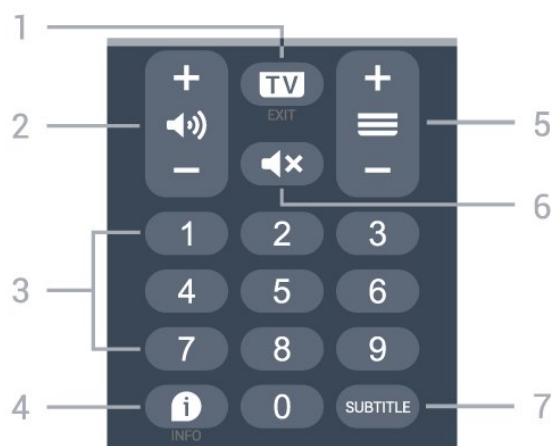 1
+ TV +
EXIT
2 5
- -
6
1 2 3
3
4 5 6
7 8 9
4 i 0 SUBTITLE 7
INFO